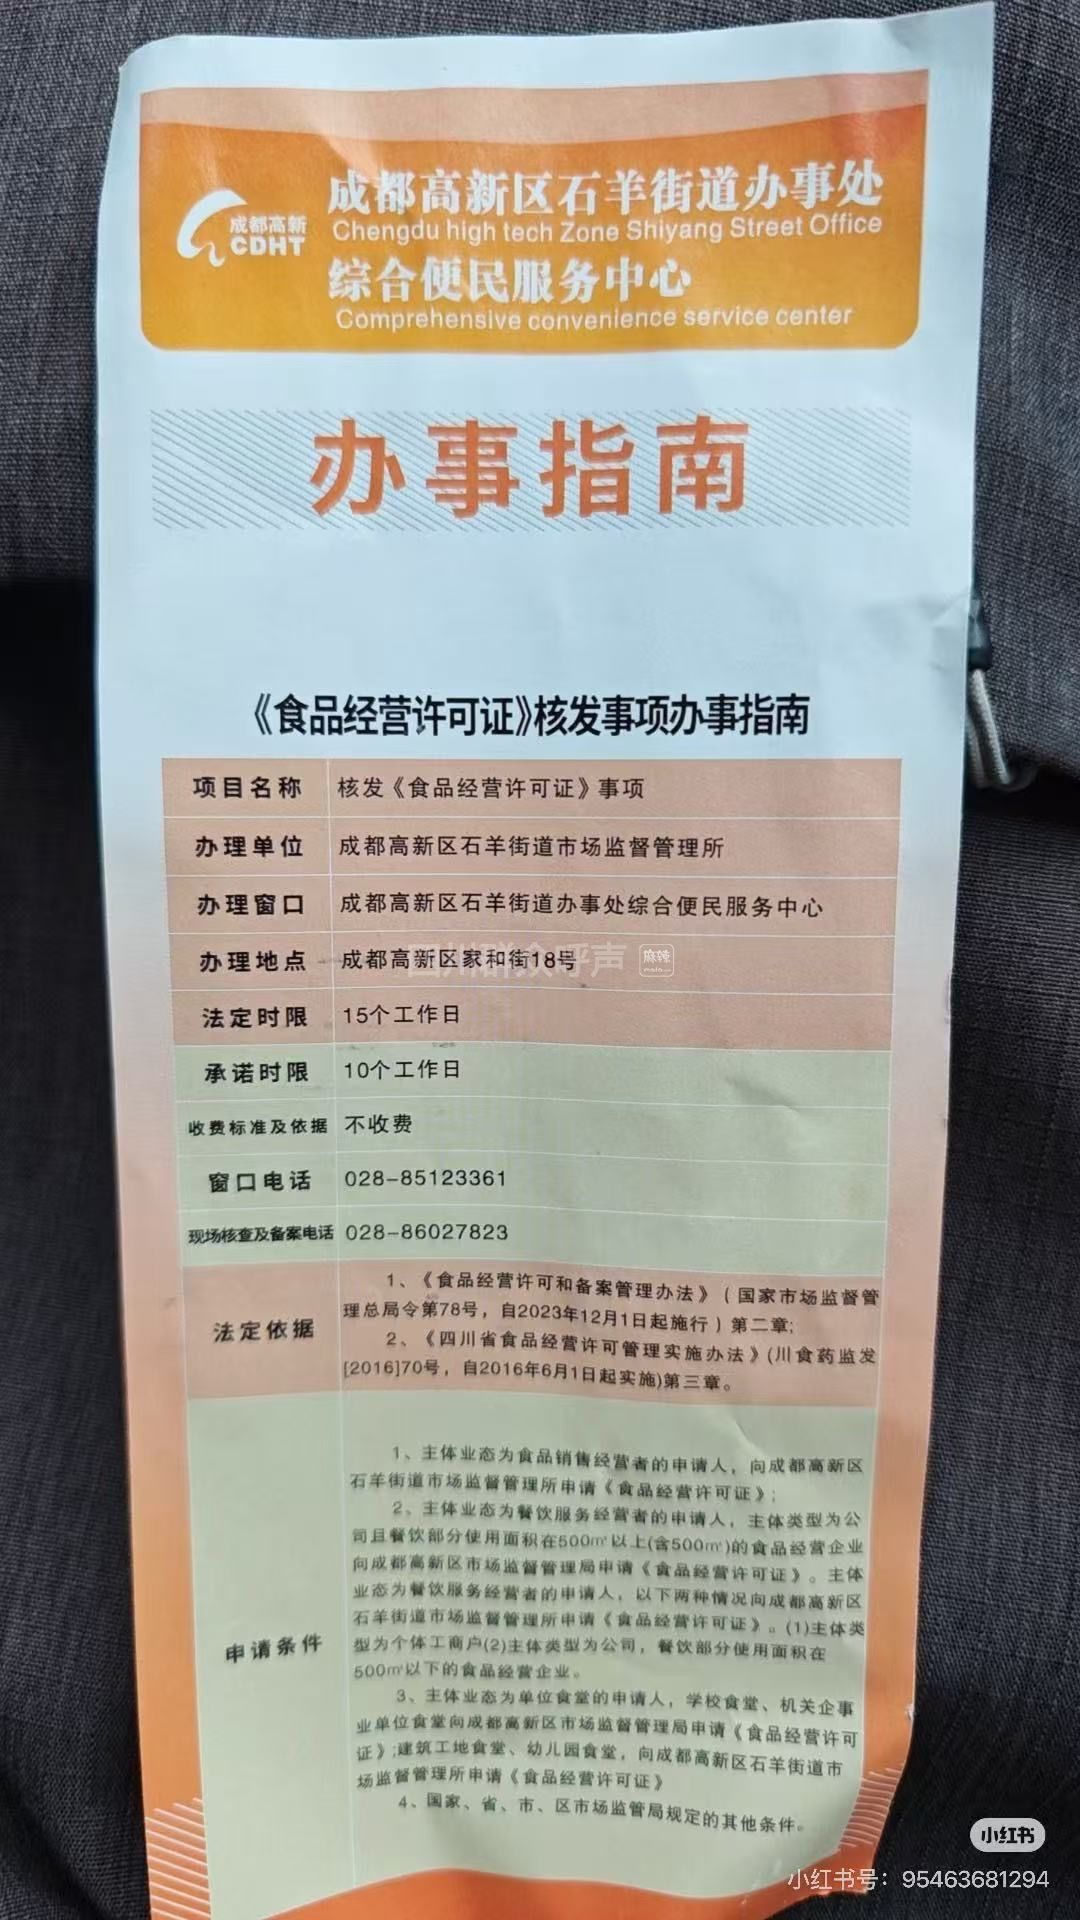 成都高新
CDHT
成都高新区石羊街道办事处
Chengdu high tech Zone Shiyang Street Office
综合便民服务中心
Comprehensive convenience service center
办事指南
《食品经营许可证》核发事项办事指南
项目名称 核发《食品经营许可证》事项
办理单位 成都高新区石羊街道市场监督管理所
办理窗口 成都高新区石羊街道办事处综合便民服务中心
四川群众呼声 麻辣
办理地点 成都高新区家和街18号
法定时限 15个工作日
承诺时限 10个工作日
收费标准及依据 不收费
窗口电话 028-85123361
现场核查及备案电话 028-86027823
法定依据
1、《食品经营许可和备案管理办法》(国家市场监督管
理总局令第78号，自2023年12月1日起施行)第二章;
2、《四川省食品经营许可管理实施办法》(川食药监发
[2016]70号，自2016年6月1日起实施)第三章。
申请条件
1、主体业态为食品销售经营者的申请人，向成都高新区
石羊街道市场监督管理所申请《食品经营许可证》;
2、主体业态为餐饮服务经营者的申请人，主体类型为公
司且餐饮部分使用面积在500㎡以上(含500㎡)的食品经营企业
向成都高新区市场监督管理局申请《食品经营许可证》。主体
业态为餐饮服务经营者的申请人，以下两种情况向成都高新区
石羊街道市场监督管理所申请《食品经营许可证》。(1)主体类
型为个体工商户(2)主体类型为公司，餐饮部分使用面积在
500㎡以下的食品经营企业。
3、主体业态为单位食堂的申请人，学校食堂、机关企事
业单位食堂向成都高新区市场监督管理局申请《食品经营许可
证》;建筑工地食堂、幼儿园食堂，向成都高新区石羊街道市
场监督管理所申请《食品经营许可证》
4、国家、省、市、区市场监管局规定的其他条件。
小红书
小红书号：95463681294